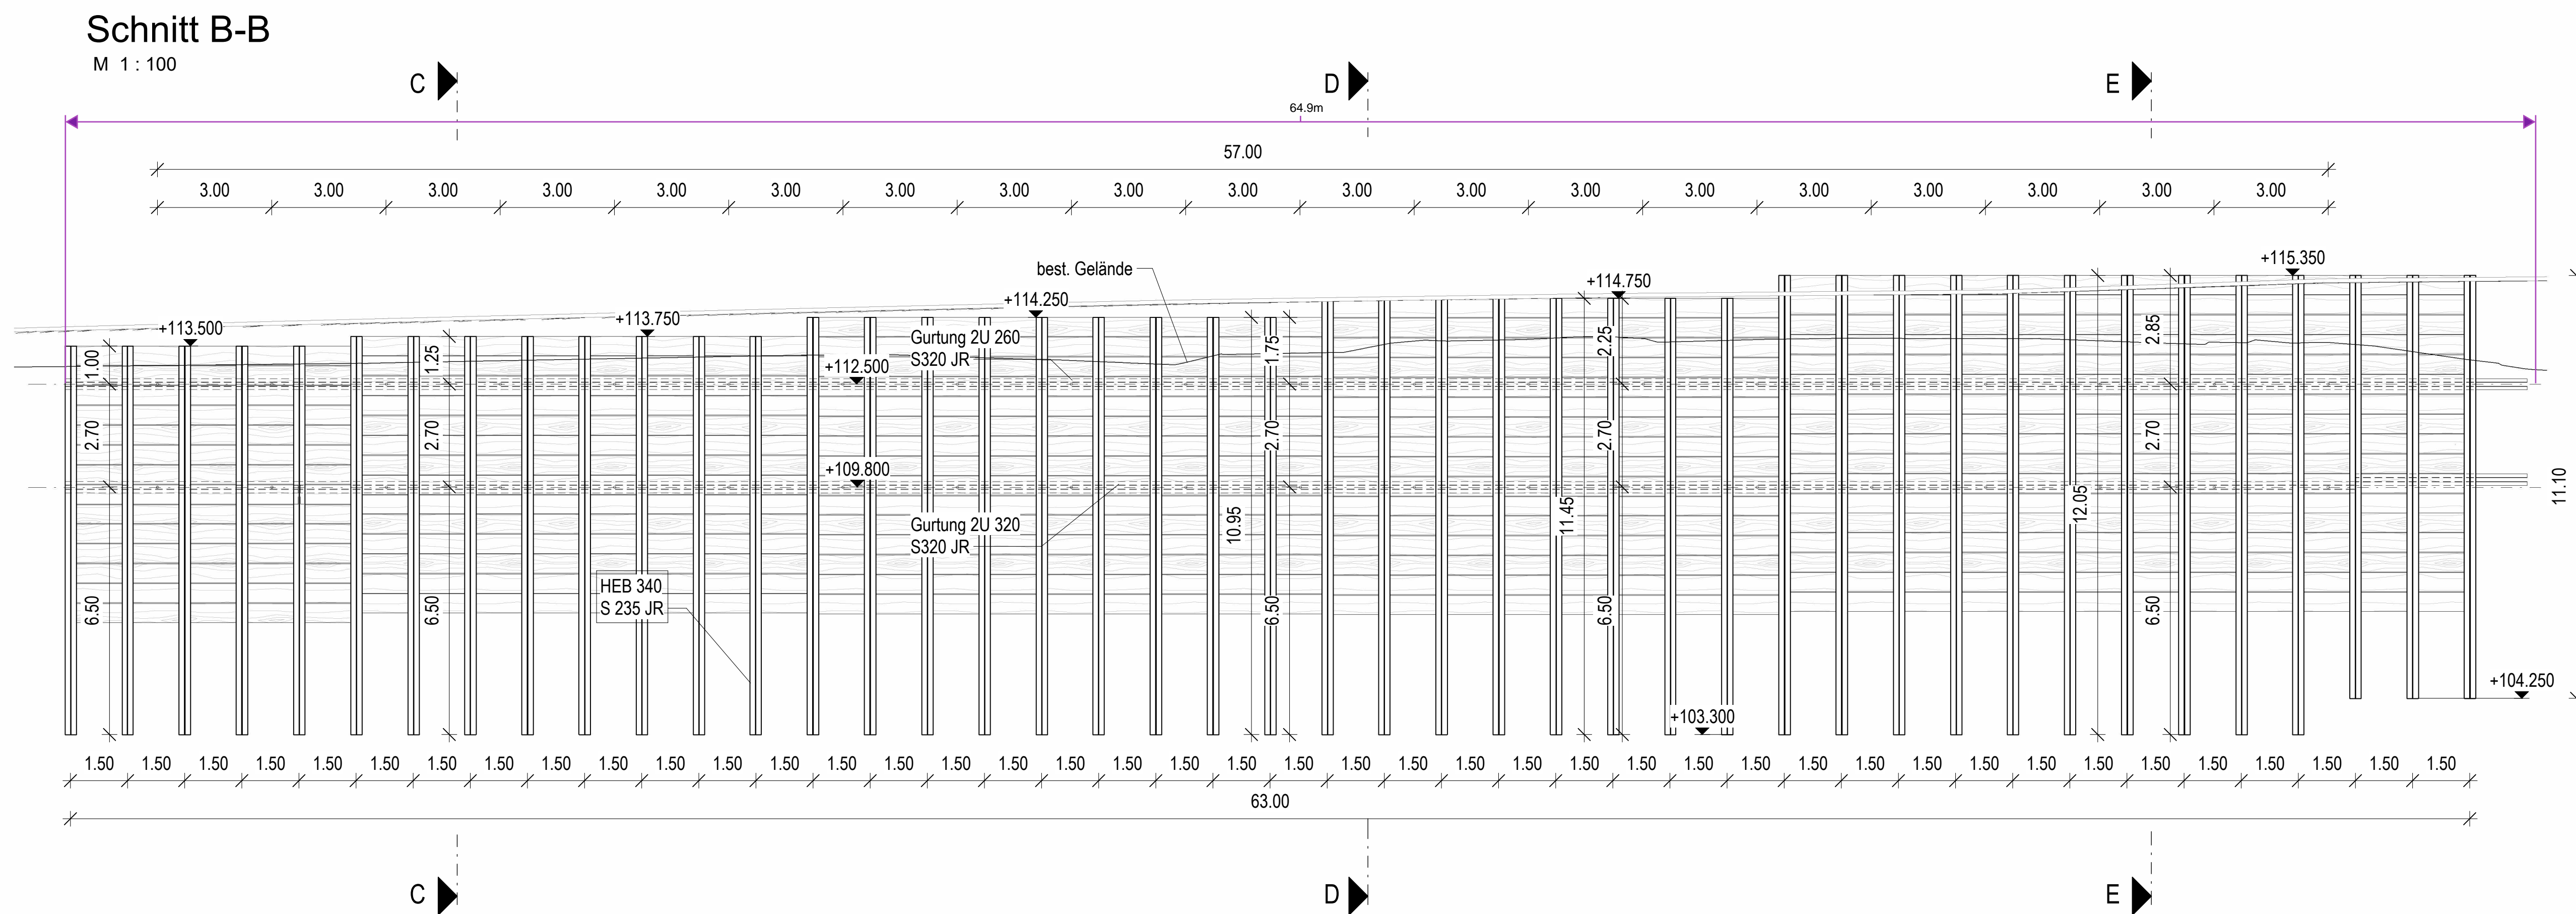 Schnitt B-B
M 1 : 100
C D E
64.9m
57.00
3.00 3.00 3.00 3.00 3.00 3.00 3.00 3.00 3.00 3.00 3.00 3.00 3.00 3.00 3.00 3.00 3.00 3.00 3.00
best. Gelände
+113.500
+113.750
+114.250
+114.750
+115.350
Gurtung 2U 260
S320 JR
+112.500
1.00 1.25 1.75 2.25 2.85
2.70 2.70 2.70 2.70 2.70
+109.800
Gurtung 2U 320
S320 JR
10.95 11.45 12.05 11.10
HEB 340
S 235 JR
6.50 6.50 6.50 6.50 6.50
+104.250
+103.300
1.50 1.50 1.50 1.50 1.50 1.50 1.50 1.50 1.50 1.50 1.50 1.50 1.50 1.50 1.50 1.50 1.50 1.50 1.50 1.50 1.50 1.50 1.50 1.50 1.50 1.50 1.50 1.50 1.50 1.50 1.50 1.50 1.50 1.50 1.50 1.50 1.50 1.50 1.50 1.50 1.50 1.50
63.00
C D E